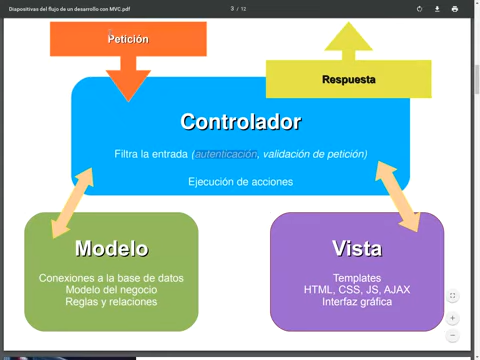 Diapositivas del flujo de un desarrollo con MVC.pdf
3 / 12
Petición
Respuesta
Controlador
Filtra la entrada (autenticación, validación de petición)
Ejecución de acciones
Modelo
Conexiones a la base de datos
Modelo del negocio
Reglas y relaciones
Vista
Templates
HTML, CSS, JS, AJAX
Interfaz gráfica